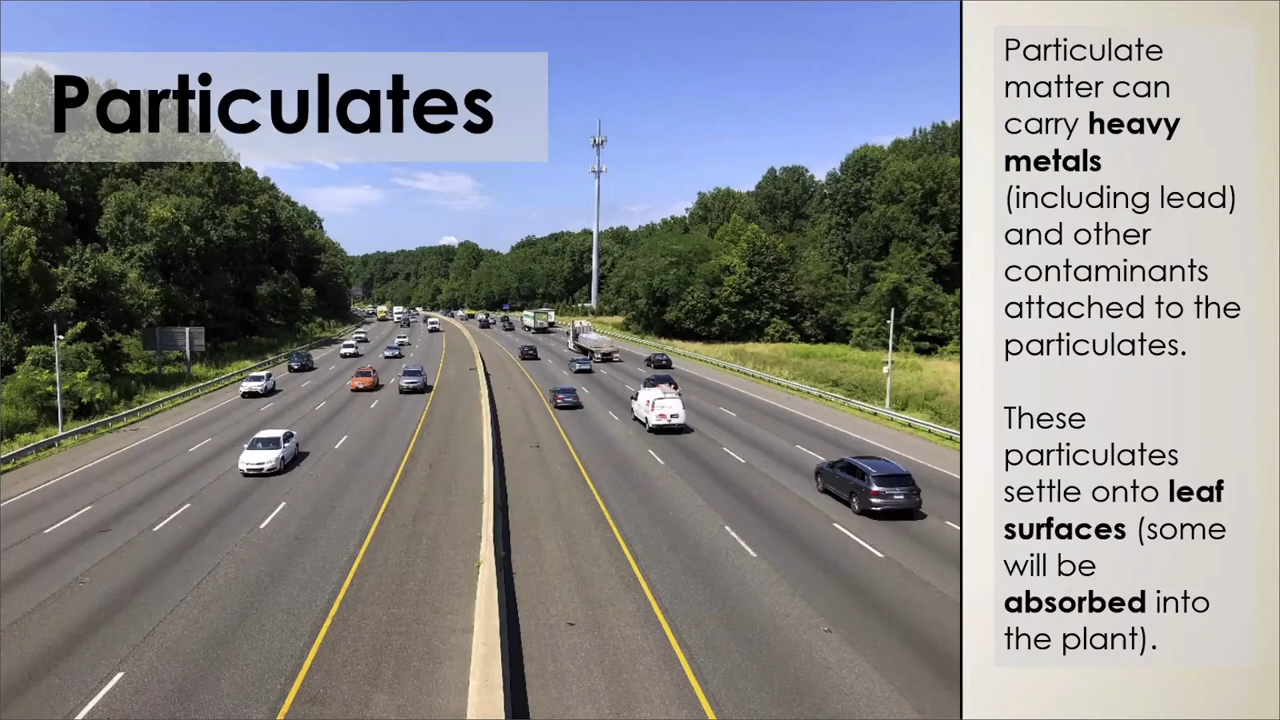 Particulates
Particulate
matter can
carry heavy
metals
(including lead)
and other
contaminants
attached to the
particulates.
These
particulates
settle onto leaf
surfaces (some
will be
absorbed into
the plant).